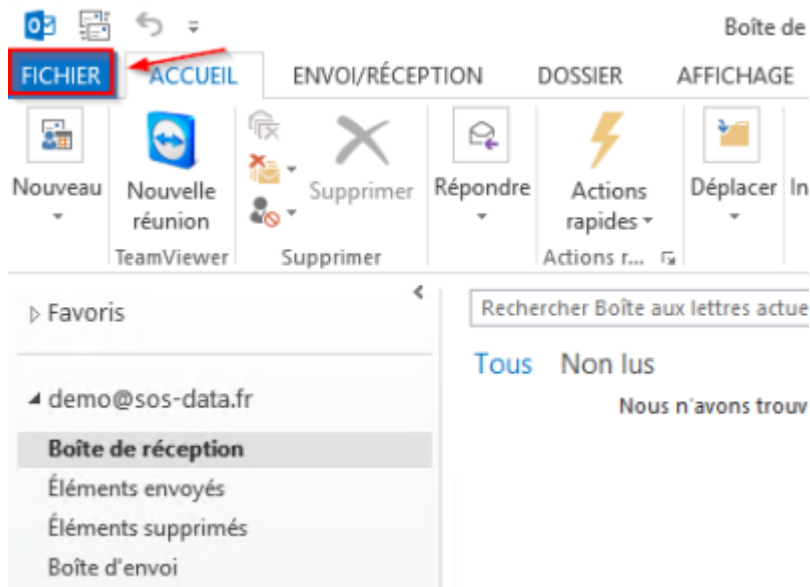 Boîte de
FICHIER ACCUEIL ENVOI/RÉCEPTION DOSSIER AFFICHAGE
Nouveau
Nouvelle
réunion
TeamViewer
Supprimer
Supprimer
Répondre
Actions
rapides
Actions r...
Déplacer
In
Favoris
demo@sos-data.fr
Boîte de réception
Éléments envoyés
Éléments supprimés
Boîte d'envoi
Rechercher Boîte aux lettres actue
Tous Non lus
Nous n'avons trouv